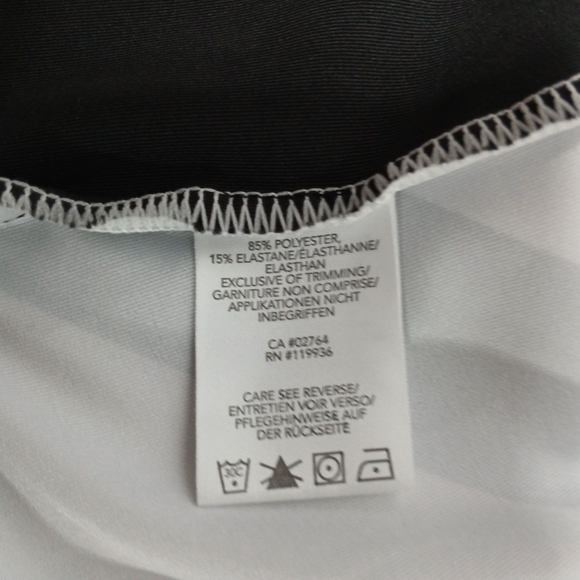 85% POLYESTER,
15% ELASTANE/ÉLASTHANNE/
ELASTHAN
EXCLUSIVE OF TRIMMING/
GARNITURE NON COMPRISE/
APPLIKATIONEN NICHT
INBEGRIFFEN
CA #02764
RN #119936
CARE SEE REVERSE/
ENTRETIEN VOIR VERSO/
PFLEGEHINWEISE AUF
DER RÜCKSEITE
30C